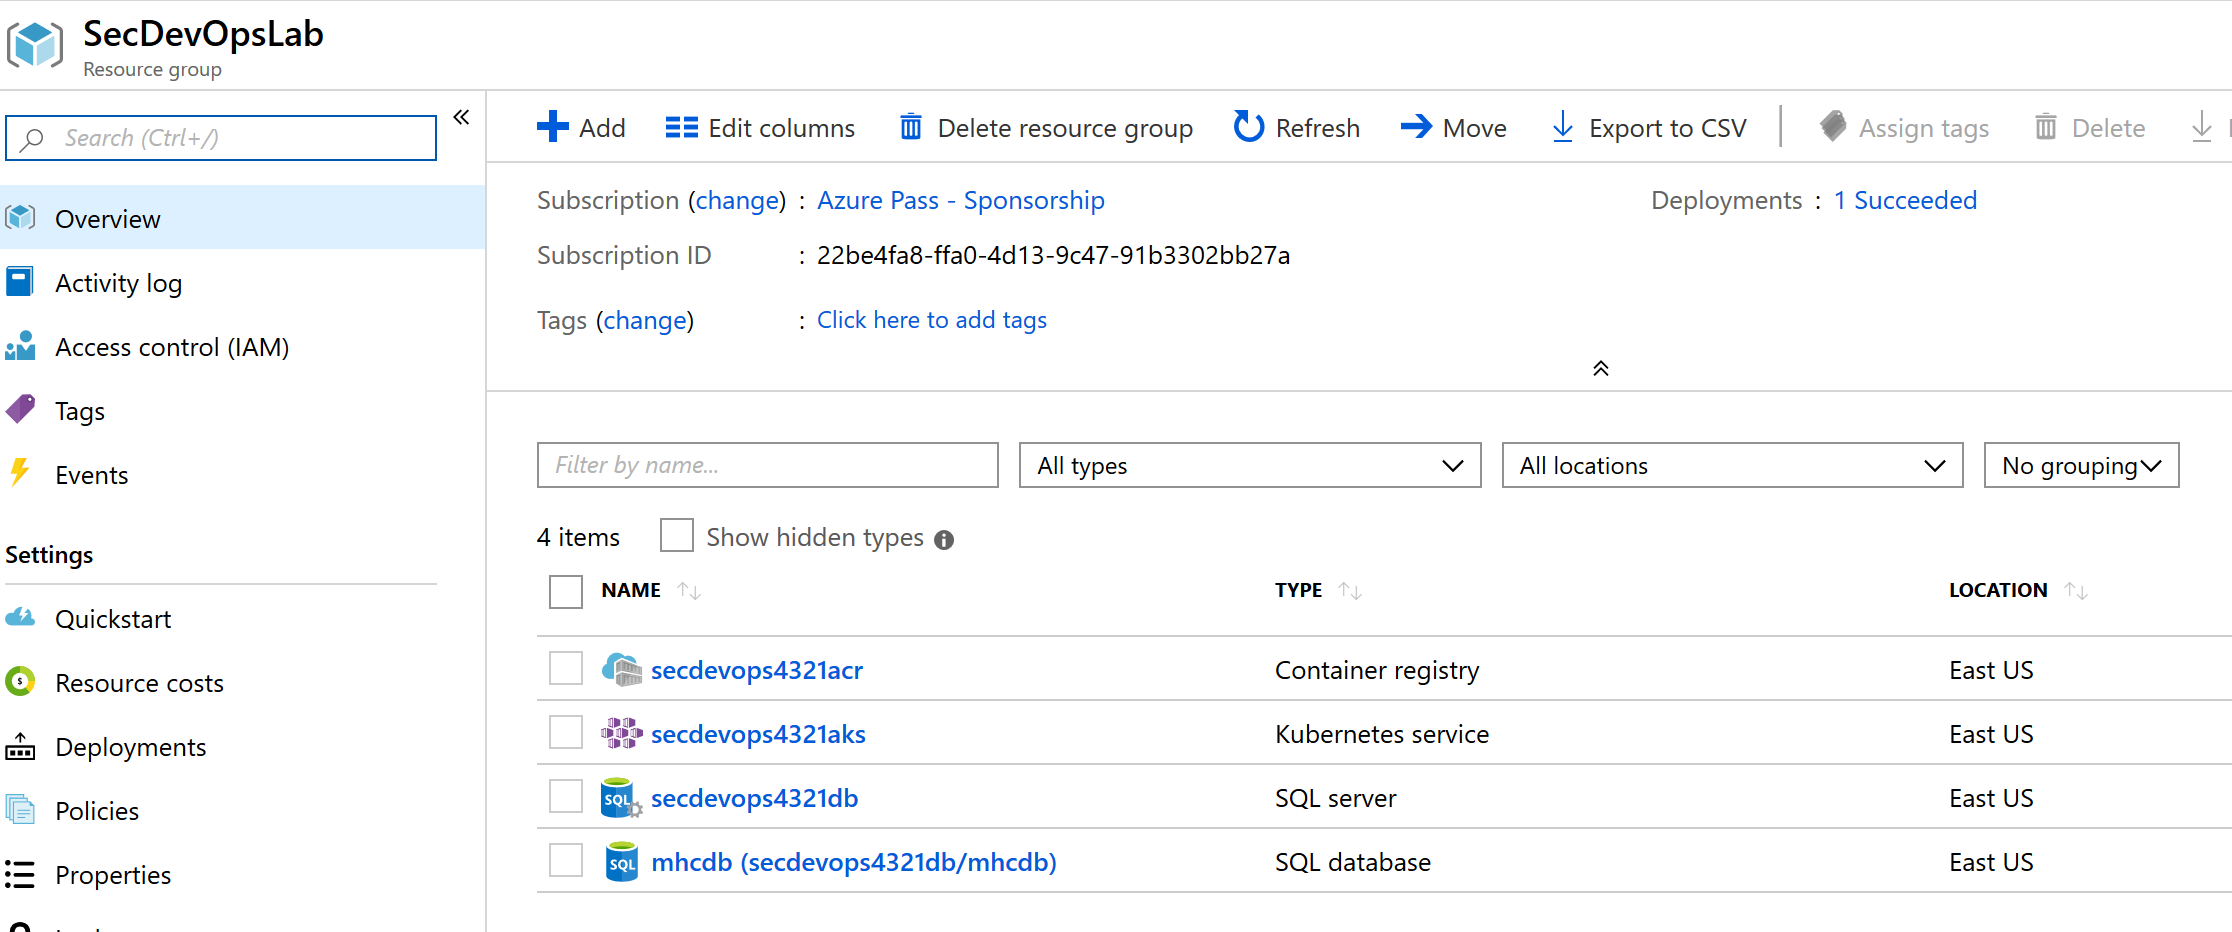 SecDevOpsLab
Resource group
Search (Ctrl+/)
Overview
Activity log
Access control (IAM)
Tags
Events
Settings
Quickstart
Resource costs
Deployments
Policies
Properties
Add Edit columns Delete resource group Refresh Move Export to CSV Assign tags Delete
Subscription (change) : Azure Pass - Sponsorship Deployments : 1 Succeeded
Subscription ID : 22be4fa8-ffa0-4d13-9c47-91b3302bb27a
Tags (change) : Click here to add tags
Filter by name... All types All locations No grouping
4 items Show hidden types
NAME TYPE LOCATION
secdevops4321acr Container registry East US
secdevops4321aks Kubernetes service East US
SQL secdevops4321db SQL server East US
SQL mhcdb (secdevops4321db/mhcdb) SQL database East US